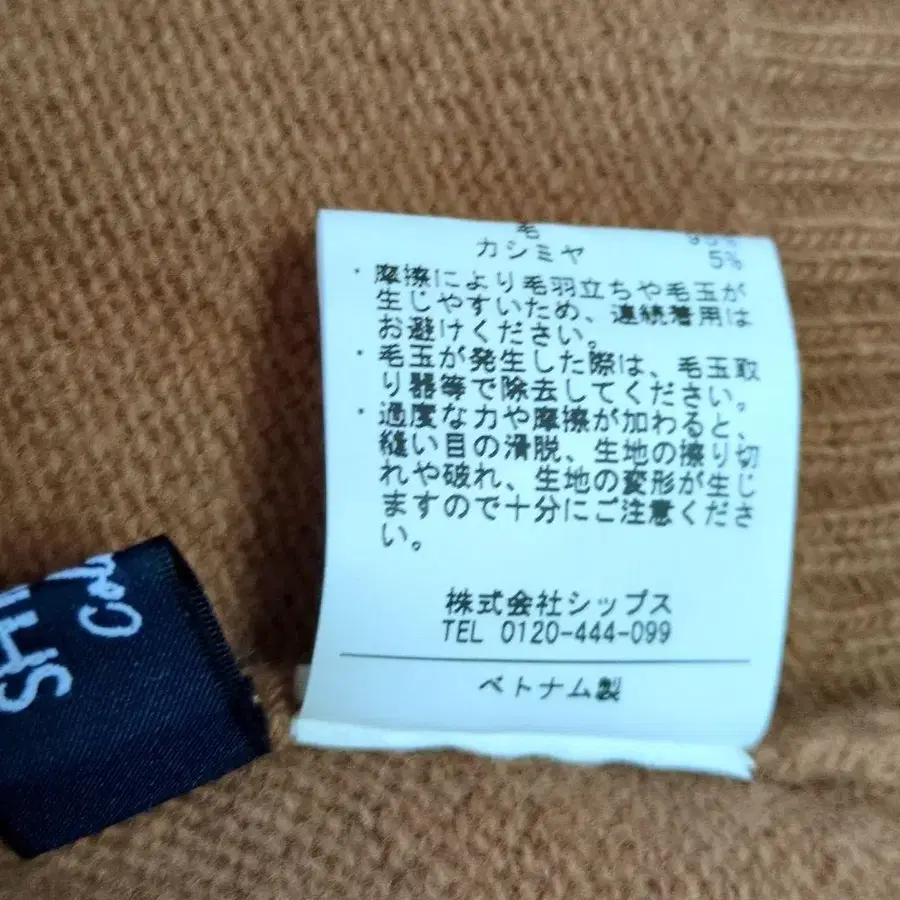 毛 95%
カシミヤ 5%
・摩擦により毛羽立ちや毛玉が
生じやすいため、連続着用は
お避けください。
・毛玉が発生した際は、毛玉取
り器等で除去してください。
・過度な力や摩擦が加わると、
縫い目の滑脱、生地の擦り切
れや破れ、生地の変形が生じ
ますので十分にご注意くださ
い。
株式会社シップス
TEL 0120-444-099
ベトナム製